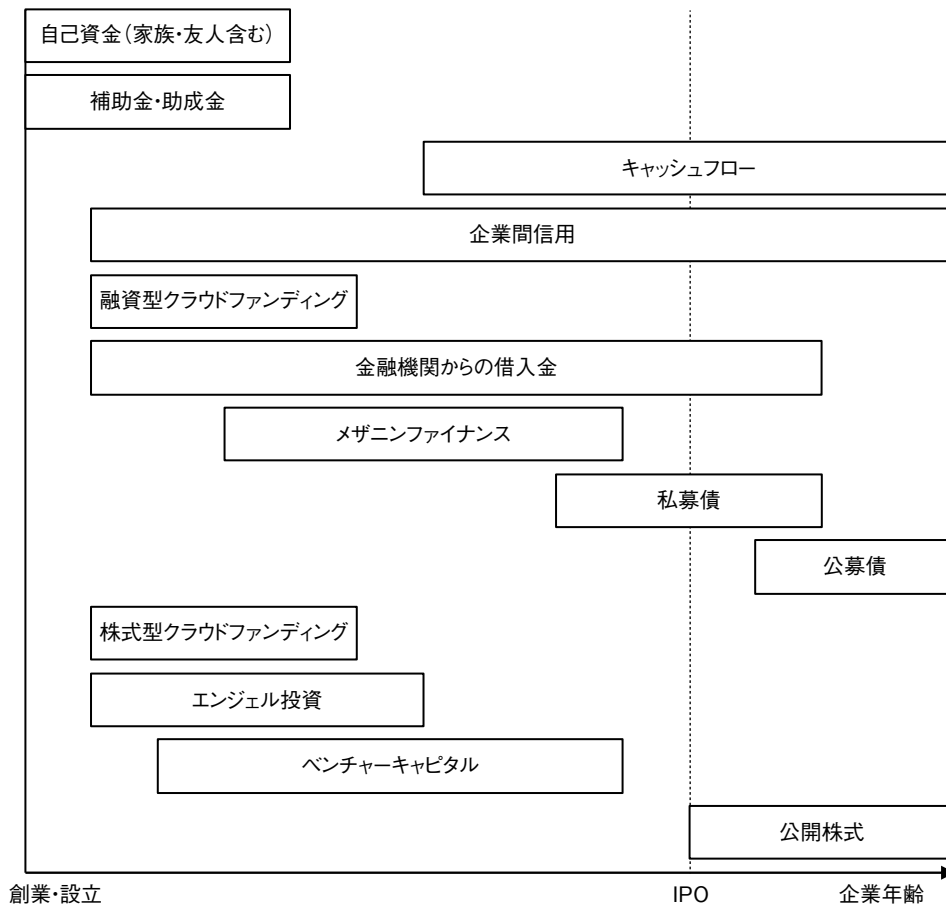 自己資金（家族・友人含む）
補助金・助成金
キャッシュフロー
企業間信用
融資型クラウドファンディング
金融機関からの借入金
メザニンファイナンス
私募債
公募債
株式型クラウドファンディング
エンジェル投資
ベンチャーキャピタル
公開株式
創業・設立 IPO 企業年齢